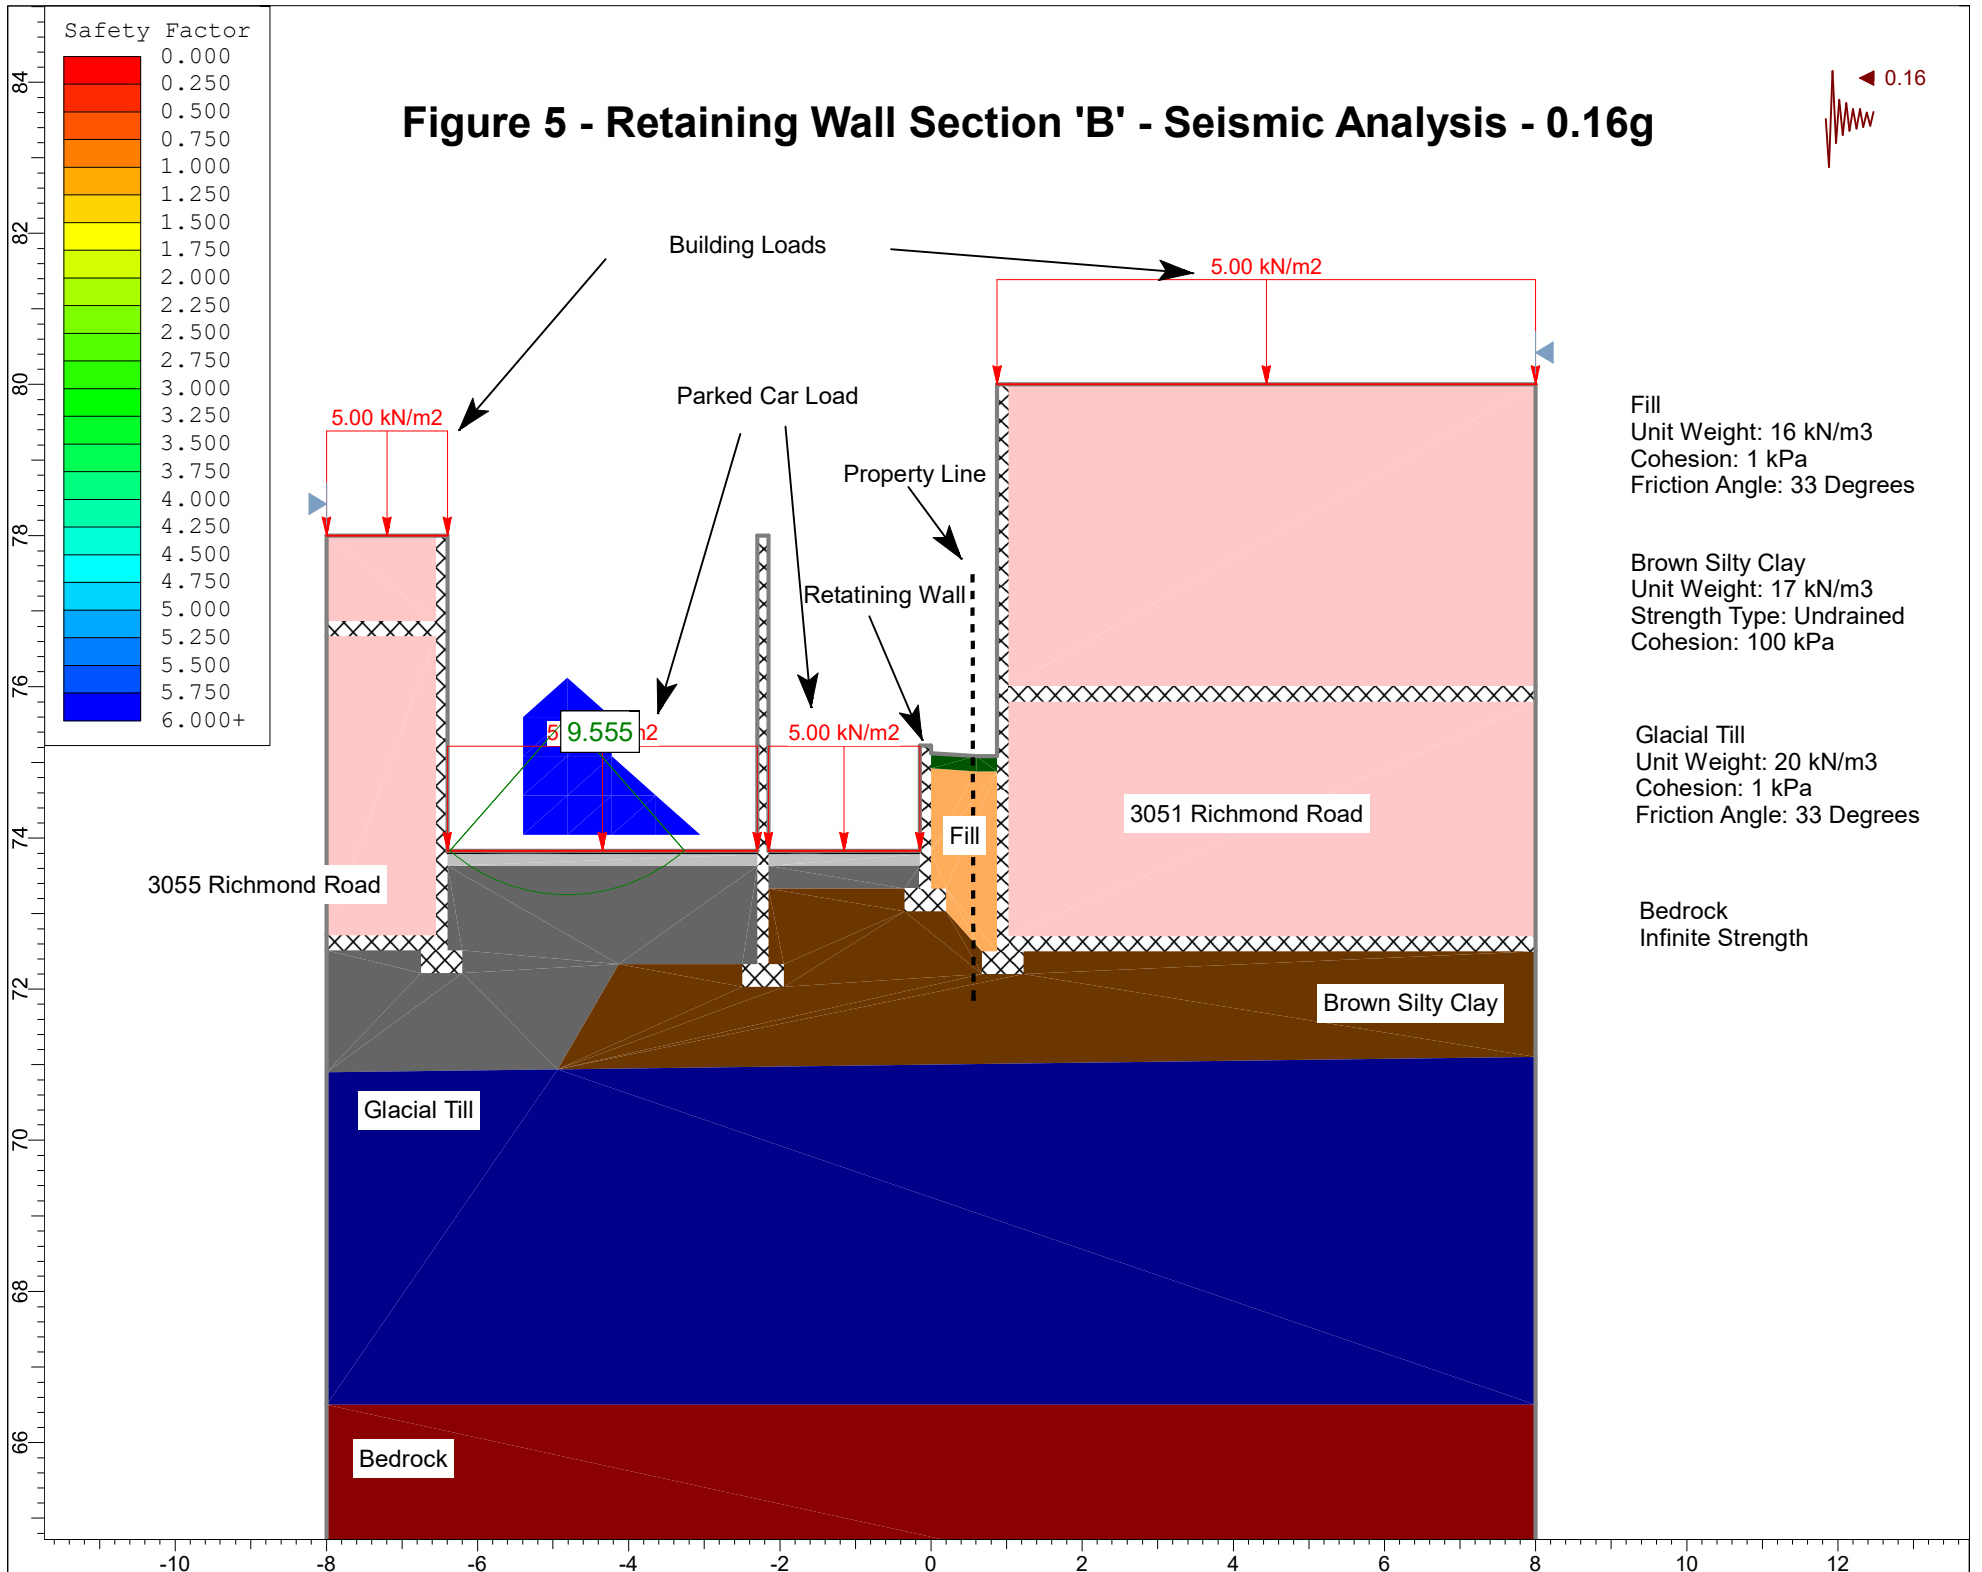 Safety Factor
0.000
0.250
0.500
0.750
1.000
1.250
1.500
1.750
2.000
2.250
2.500
2.750
3.000
3.250
3.500
3.750
4.000
4.250
4.500
4.750
5.000
5.250
5.500
5.750
6.000+
Figure 5 - Retaining Wall Section 'B' - Seismic Analysis - 0.16g
0.16
Building Loads
5.00 kN/m2
Parked Car Load
5.00 kN/m2
Property Line
Retatining Wall
9.555
5.00 kN/m2
Fill
3051 Richmond Road
3055 Richmond Road
Brown Silty Clay
Glacial Till
Bedrock
Fill
Unit Weight: 16 kN/m3
Cohesion: 1 kPa
Friction Angle: 33 Degrees
Brown Silty Clay
Unit Weight: 17 kN/m3
Strength Type: Undrained
Cohesion: 100 kPa
Glacial Till
Unit Weight: 20 kN/m3
Cohesion: 1 kPa
Friction Angle: 33 Degrees
Bedrock
Infinite Strength
84
82
80
78
76
74
72
70
68
66
-10 -8 -6 -4 -2 0 2 4 6 8 10 12